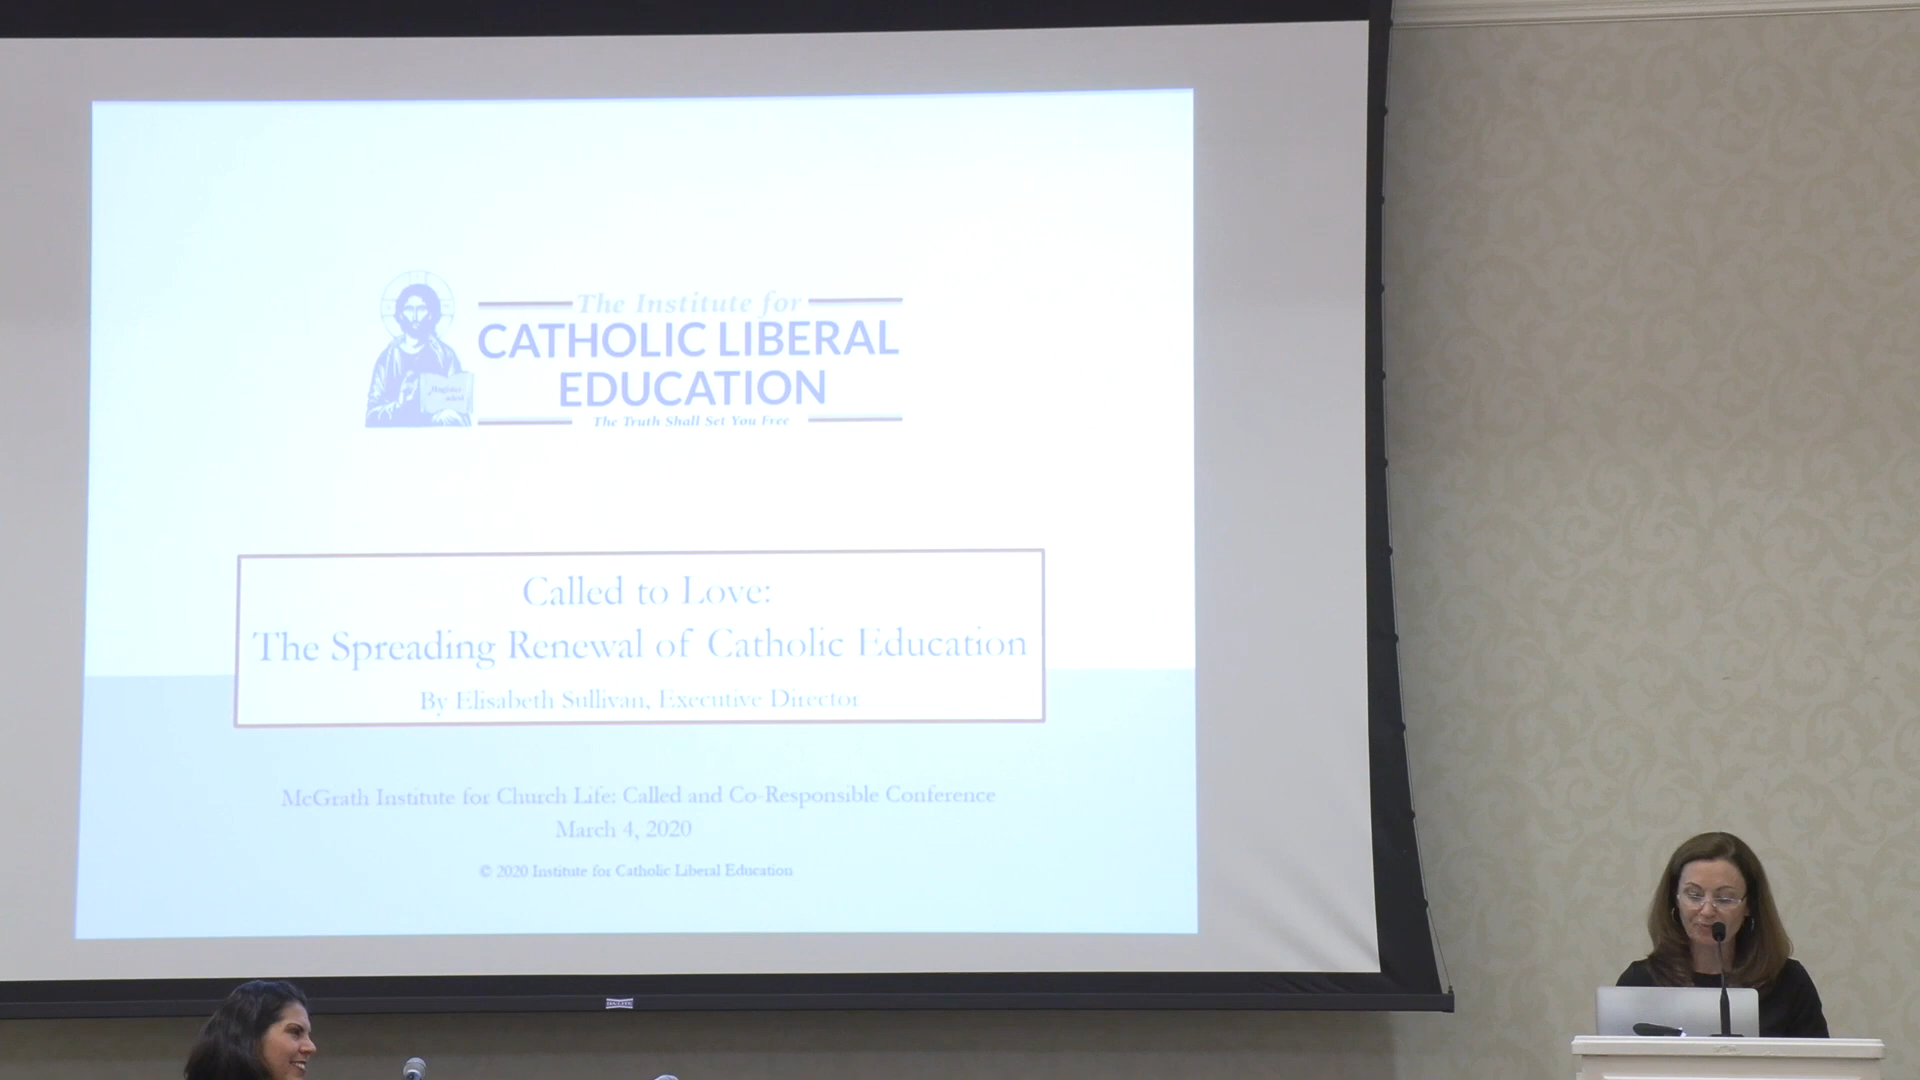 The Institute for
CATHOLIC LIBERAL
EDUCATION
The Truth Shall Set You Free
Magister
adest
Called to Love:
The Spreading Renewal of Catholic Education
By Elisabeth Sullivan, Executive Director
McGrath Institute for Church Life: Called and Co-Responsible Conference
March 4, 2020
© 2020 Institute for Catholic Liberal Education